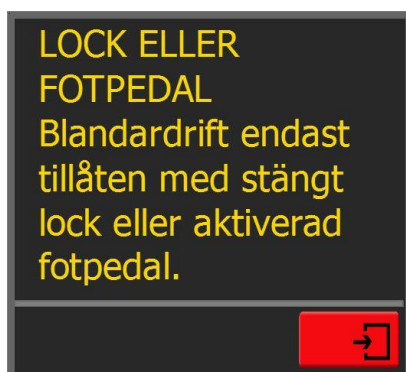 LOCK ELLER
FOTPEDAL
Blandardrift endast
tillåten med stängt
lock eller aktiverad
fotpedal.